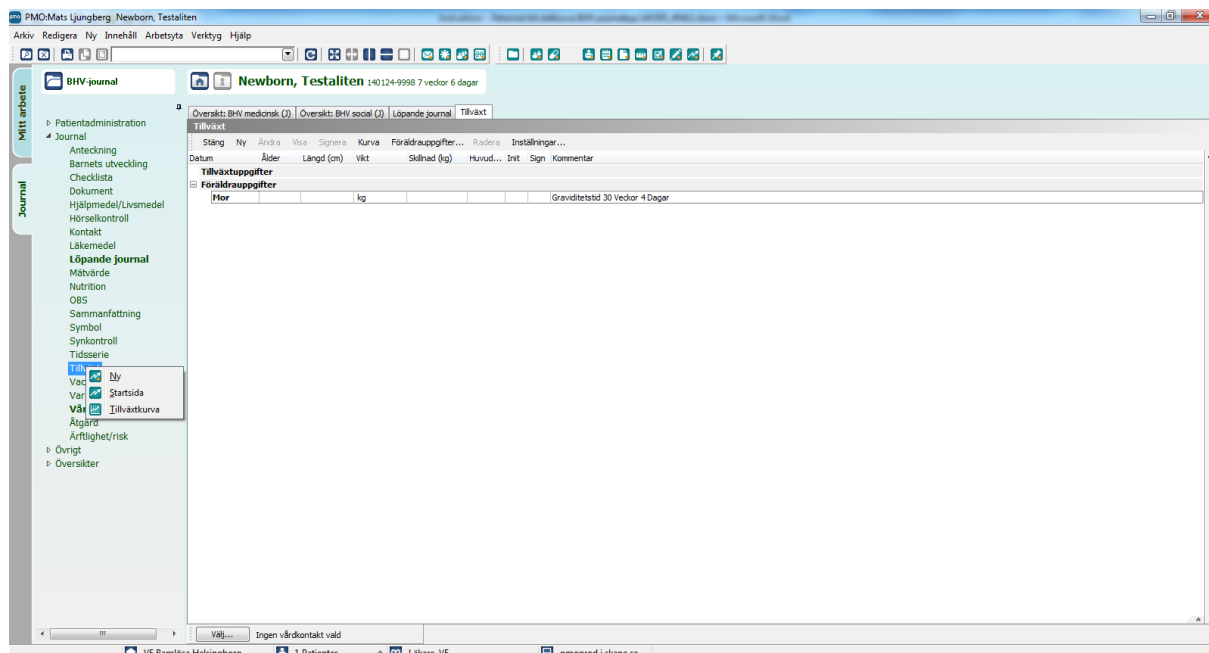 PMO:Mats Ljungberg Newborn, Testaliten
Arkiv Redigera Ny Innehåll Arbetsyta Verktyg Hjälp
BHV-journal
Newborn, Testaliten 140124-9998 7 veckor 6 dagar
Mitt arbete
Journal
Patientadministration
Journal
Anteckning
Barnets utveckling
Checklista
Dokument
Hjälpmedel/Livsmedel
Hörselkontroll
Kontakt
Läkemedel
Löpande journal
Mätvärde
Nutrition
OBS
Sammanfattning
Symbol
Synkontroll
Tidsserie
Åtgärd
Ärftlighet/risk
Övrigt
Översikter
Ny
Startsida
Tillväxtkurva
Översikt: BHV medicinsk (J) Översikt: BHV social (J) Löpande journal Tillväxt
Tillväxt
Stäng Ny Ändra Visa Signera Kurva Föräldrauppgifter... Radera Inställningar...
Datum Ålder Längd (cm) Vikt Skillnad (kg) Huvud... Init Sign Kommentar
Tillväxtuppgifter
Föräldrauppgifter
Mor kg Graviditetstid 30 Veckor 4 Dagar
Välj... Ingen vårdkontakt vald